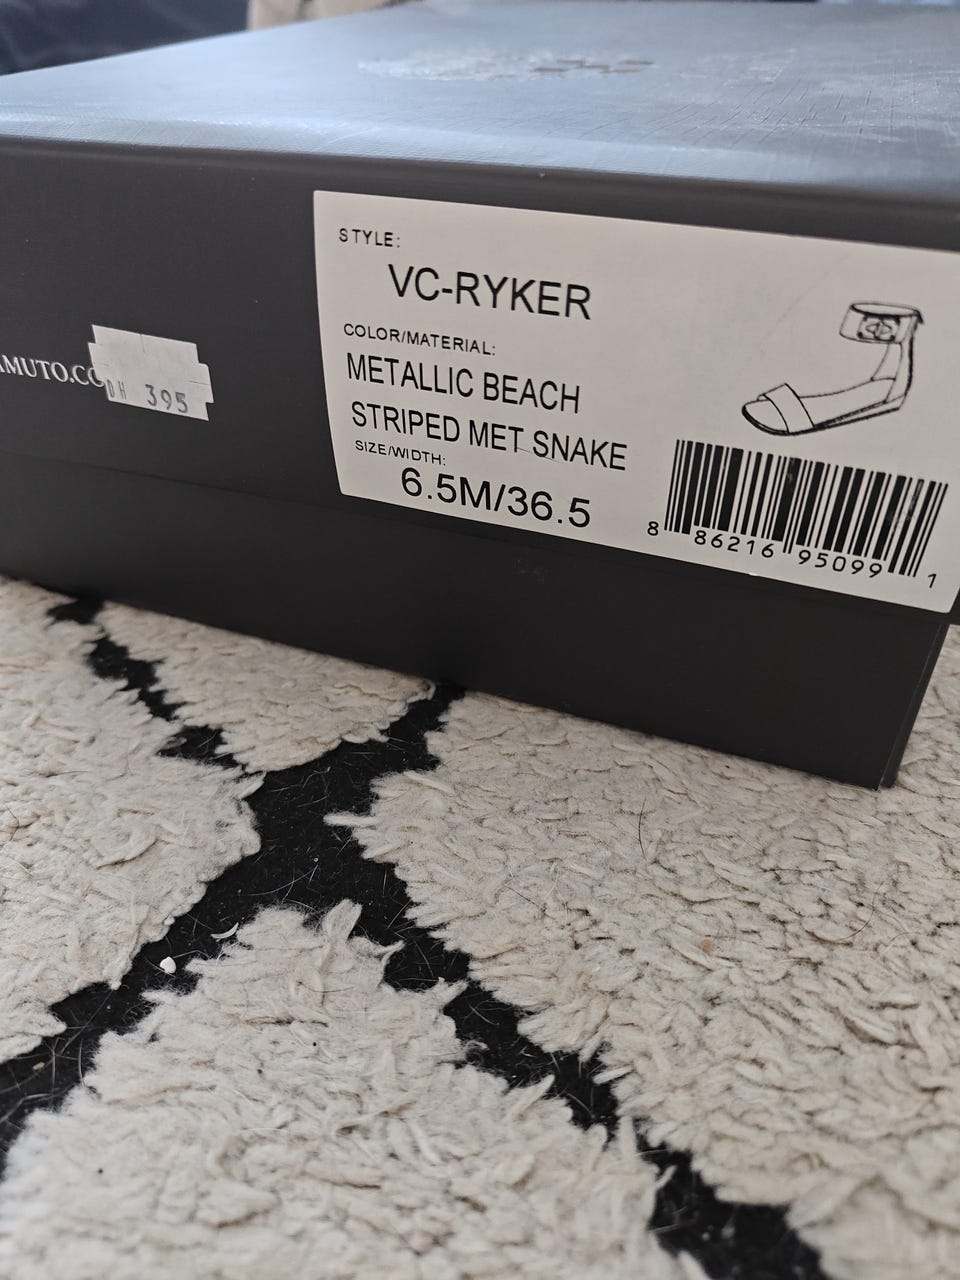 AMUTO.CO
DH 395
STYLE:
VC-RYKER
COLOR/MATERIAL:
METALLIC BEACH
STRIPED MET SNAKE
SIZE/WIDTH:
6.5M/36.5
8 86216 95099 1